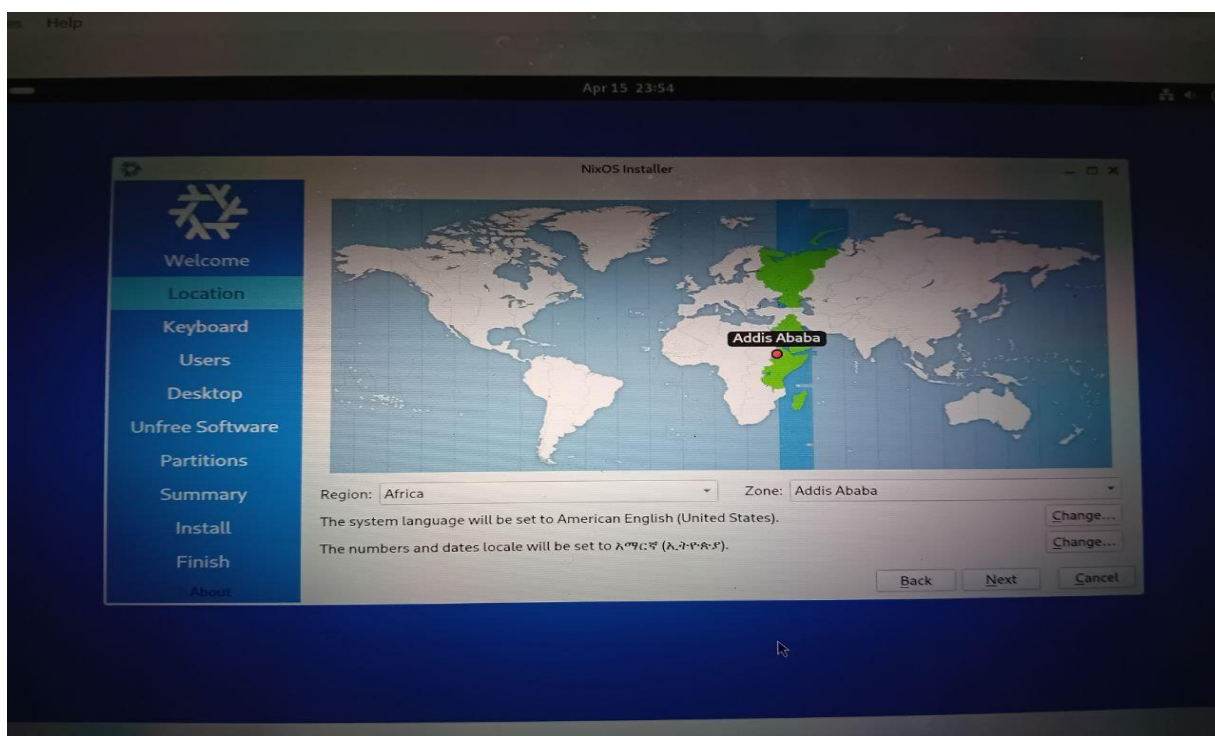 Help
Apr 15 23:54
NixOS Installer
Welcome
Location
Keyboard
Users
Desktop
Unfree Software
Partitions
Summary
Install
Finish
About
Addis Ababa
Region: Africa
Zone: Addis Ababa
The system language will be set to American English (United States).
Change...
The numbers and dates locale will be set to አማርኛ (ኢትዮጵያ).
Change...
Back
Next
Cancel